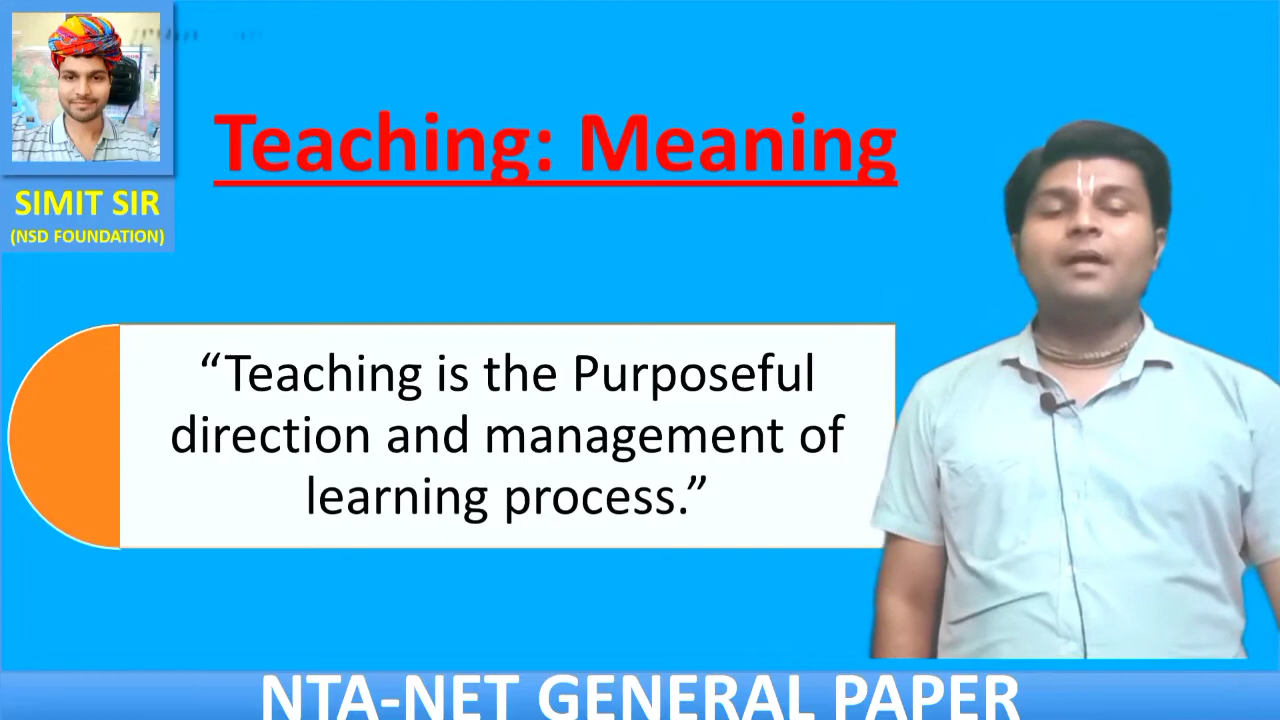 SIMIT SIR
(NSD FOUNDATION)
Teaching: Meaning
“Teaching is the Purposeful
direction and management of
learning process.”
NTA-NET GENERAL PAPER